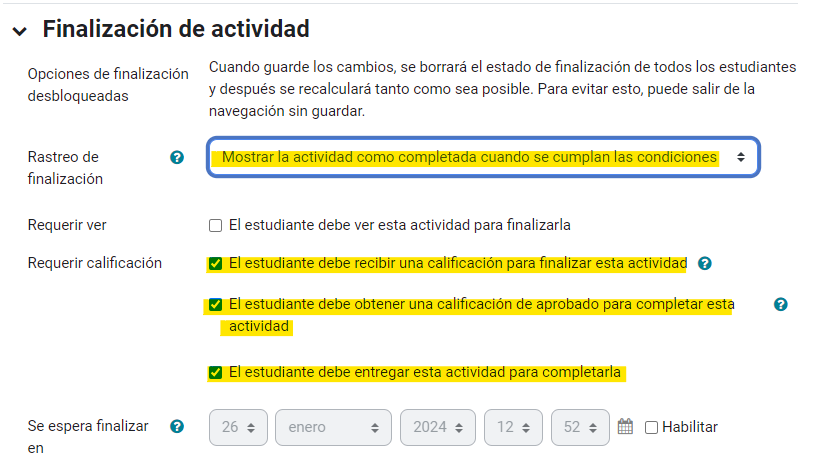 Finalización de actividad
Opciones de finalización
desbloqueadas
Cuando guarde los cambios, se borrará el estado de finalización de todos los estudiantes
y después se recalculará tanto como sea posible. Para evitar esto, puede salir de la
navegación sin guardar.
Rastreo de
finalización
?
Mostrar la actividad como completada cuando se cumplan las condiciones
Requerir ver
El estudiante debe ver esta actividad para finalizarla
Requerir calificación
El estudiante debe recibir una calificación para finalizar esta actividad ?
El estudiante debe obtener una calificación de aprobado para completar esta ?
actividad
El estudiante debe entregar esta actividad para completarla
Se espera finalizar
en
?
26 enero 2024 12 52 Habilitar